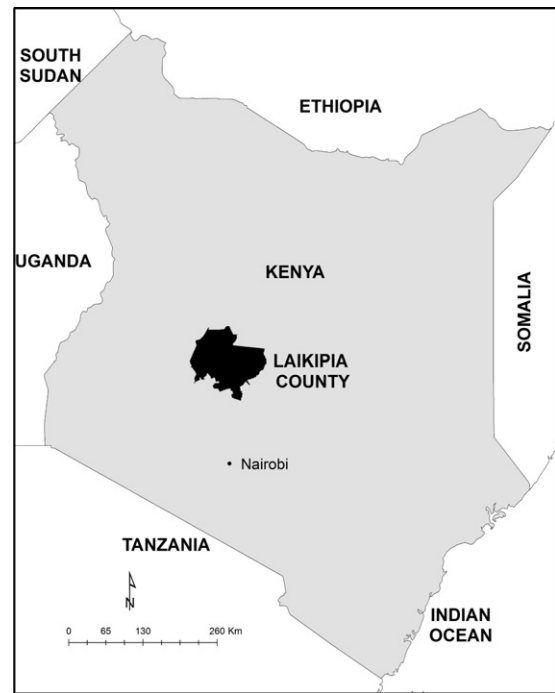 SOUTH
SUDAN
ETHIOPIA
UGANDA
KENYA
SOMALIA
LAIKIPIA
COUNTY
Nairobi
TANZANIA
N
INDIAN
OCEAN
0 65 130 260 Km